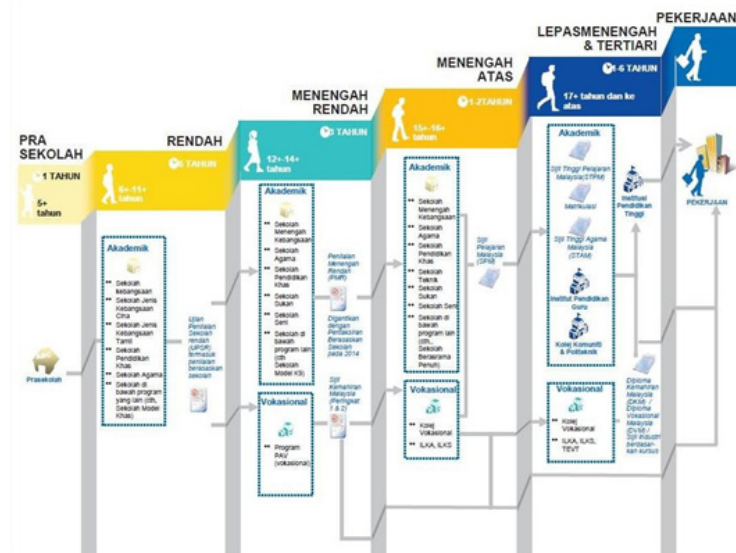 PRA
SEKOLAH
1 TAHUN
5+
tahun
Prasekolah
RENDAH
6 TAHUN
6+-11+
tahun
Akademik
Sekolah
kebangsaan
Sekolah Jenis
Kebangsaan
Cina
Sekolah Jenis
Kebangsaan
Tamil
Sekolah
Pendidikan
Khas
Sekolah Agama
Sekolah di
bawah program
yang lain (cth,
Sekolah Model
Khas)
Ujian
Penilaian
Sekolah
rendah
(UPSR)
termasuk
penilaian
berasaskan
sekolah
MENENGAH
RENDAH
3 TAHUN
12+-14+
tahun
Akademik
Sekolah
Menengah
Kebangsaan
Sekolah
Agama
Sekolah
Pendidikan
Khas
Sekolah
Sukan
Sekolah
Seni
Sekolah di
bawah
program lain
(cth
Sekolah
Model K9)
Vokasional
Program
PAV
(vokasional)
Penilaian
Menengah
Rendah
(PMR)
Digantikan
dengan
Pentaksiran
Berasaskan
Sekolah
pada 2014
Sijil
Kemahiran
Malaysia
(Peringkat
1 & 2)
MENENGAH
ATAS
1-2TAHUN
15+-16+
tahun
Akademik
Sekolah
Menengah
Kebangsaan
Sekolah
Agama
Sekolah
Pendidikan
Khas
Sekolah
Teknik
Sekolah
Sukan
Sekolah Seni
Sekolah di
bawah
program lain
(cth.,
Sekolah
Berasrama
Penuh)
Vokasional
Kolej
Vokasional
ILKA, ILKS
Sijil
Pelajaran
Malaysia
(SPM)
LEPASMENENGAH
& TERTIARI
1-6 TAHUN
17+ tahun dan ke
atas
Akademik
Sijil Tinggi Pelajaran
Malaysia(STPM)
Matrikulasi
Sijil Tinggi Agama
Malaysia
(STAM)
Institut Pendidikan
Guru
Kolej Komuniti
& Politeknik
Institusi
Pendidikan
Tinggi
Vokasional
Kolej
Vokasional
ILKA, ILKS,
TEVT
Diploma
Kemahiran
Malaysia
(DKM) /
Diploma
Vokasional
Malaysia
(DVM) /
Sijil Industri
berdasar-
kan kursus
PEKERJAAN
PEKERJAAN